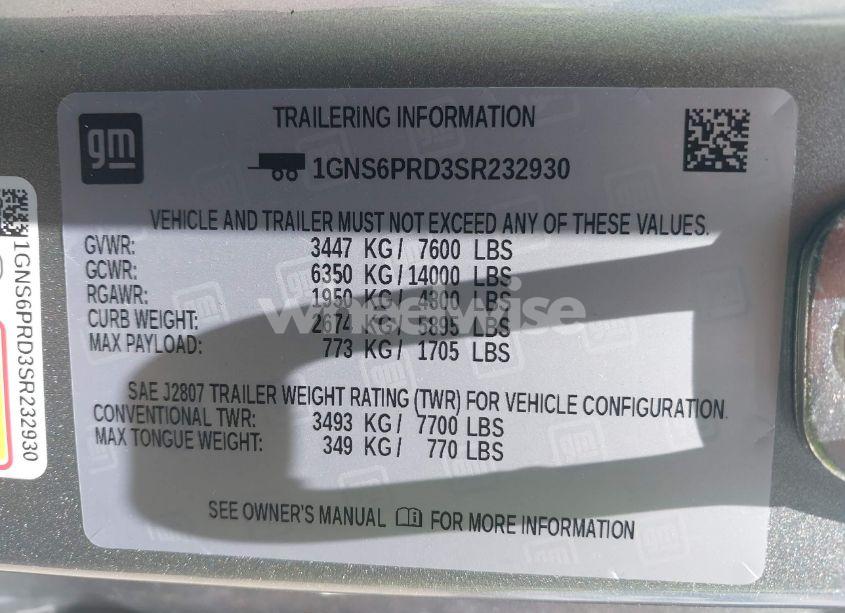 gm
TRAILERING INFORMATION
1GNS6PRD3SR232930
VEHICLE AND TRAILER MUST NOT EXCEED ANY OF THESE VALUES.
GVWR: 3447 KG / 7600 LBS
GCWR: 6350 KG / 14000 LBS
RGAWR: 1950 KG / 4300 LBS
CURB WEIGHT: 2674 KG / 5895 LBS
MAX PAYLOAD: 773 KG / 1705 LBS
SAE J2807 TRAILER WEIGHT RATING (TWR) FOR VEHICLE CONFIGURATION.
CONVENTIONAL TWR: 3493 KG / 7700 LBS
MAX TONGUE WEIGHT: 349 KG / 770 LBS
SEE OWNER'S MANUAL FOR MORE INFORMATION
1GNS6PRD3SR232930